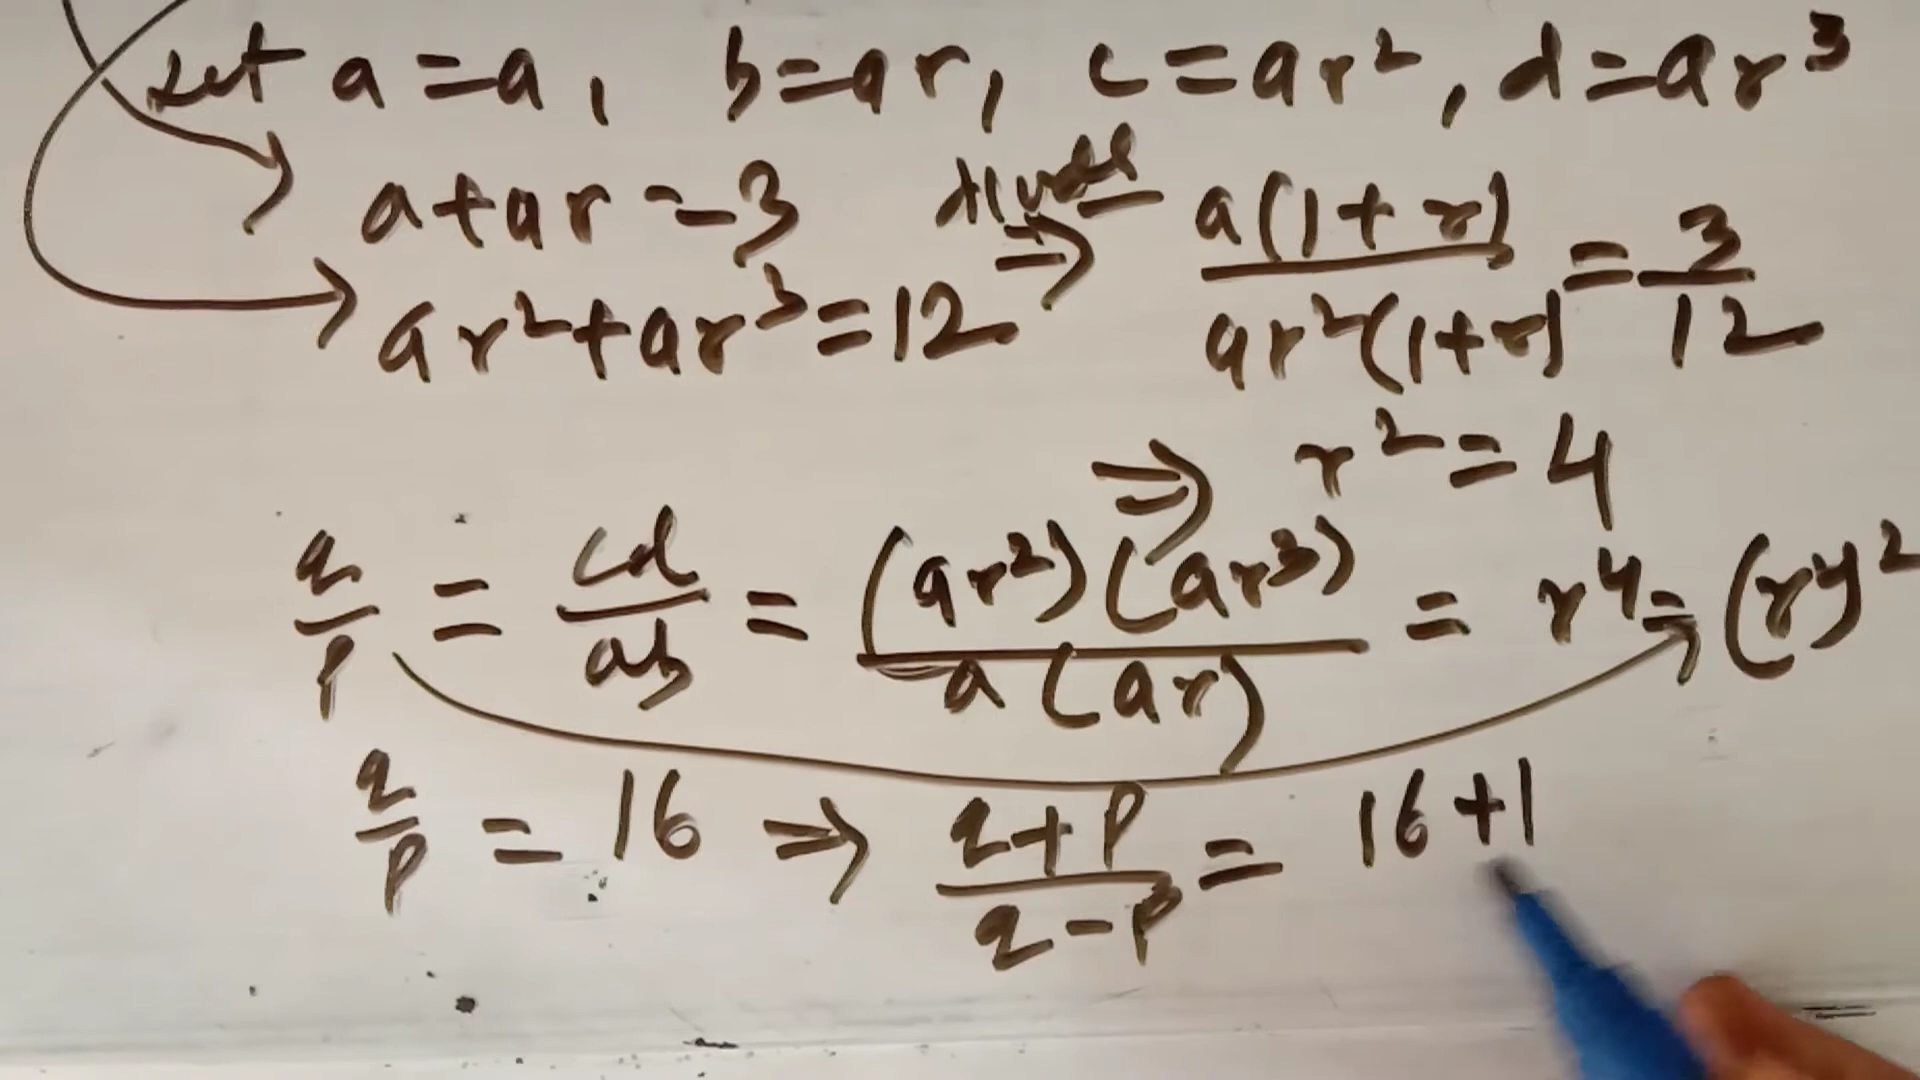 Let a = a, b = ar, c = ar², d = ar³
a + ar = 3 divide ⇒ a(1+r) / ar²(1+r) = 3/12
ar² + ar³ = 12
⇒ r² = 4
q/p = cd/ab = (ar²)(ar³) / a(ar) = r⁴ = (r²)²
q/p = 16 ⇒ q+p / q-p = 16+1